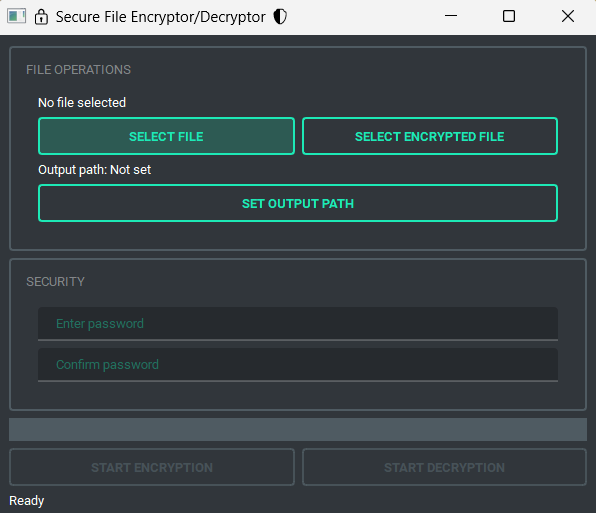 Secure File Encryptor/Decryptor
FILE OPERATIONS
No file selected
SELECT FILE
SELECT ENCRYPTED FILE
Output path: Not set
SET OUTPUT PATH
SECURITY
Enter password
Confirm password
START ENCRYPTION
START DECRYPTION
Ready